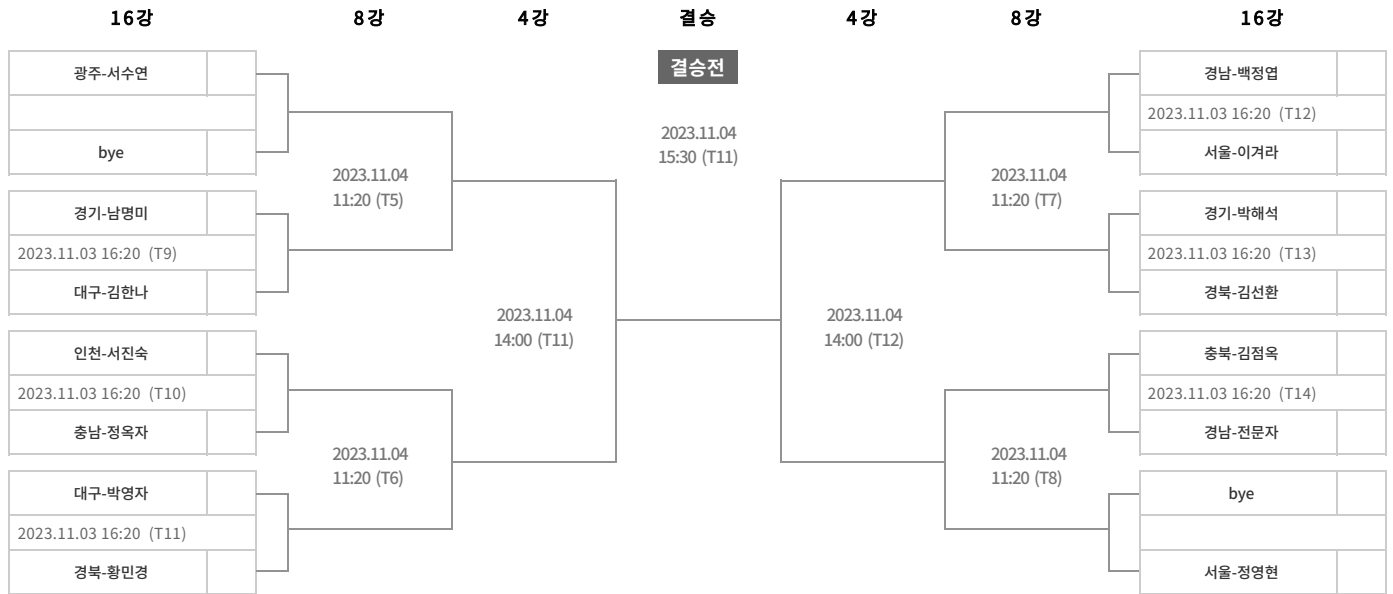 16강
8강
4강
결승
4강
8강
16강
결승전
2023.11.04
15:30 (T11)
광주-서수연
bye
경기-남명미
2023.11.03 16:20 (T9)
대구-김한나
인천-서진숙
2023.11.03 16:20 (T10)
충남-정옥자
대구-박영자
2023.11.03 16:20 (T11)
경북-황민경
2023.11.04
11:20 (T5)
2023.11.04
11:20 (T6)
2023.11.04
14:00 (T11)
2023.11.04
14:00 (T12)
2023.11.04
11:20 (T7)
2023.11.04
11:20 (T8)
경남-백정엽
2023.11.03 16:20 (T12)
서울-이겨라
경기-박해석
2023.11.03 16:20 (T13)
경북-김선환
충북-김점옥
2023.11.03 16:20 (T14)
경남-전문자
bye
서울-정영현